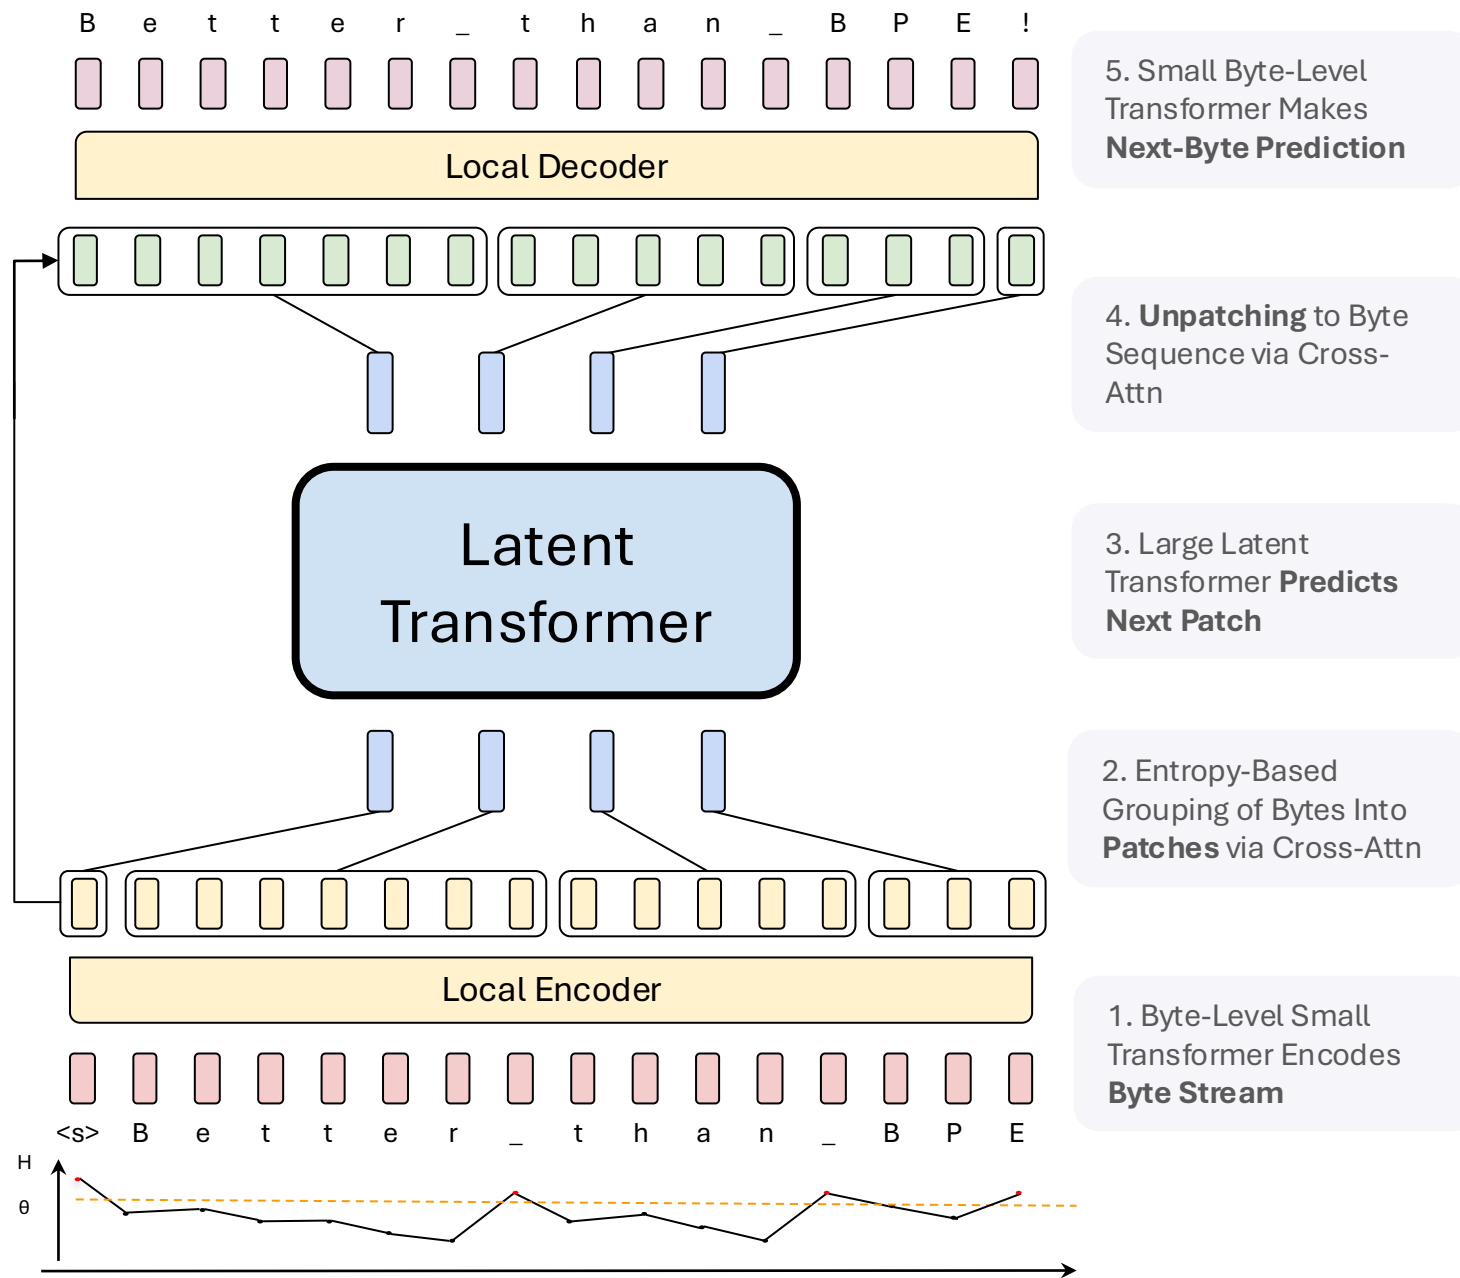 B e t t e r _ t h a n _ B P E !
5. Small Byte-Level
Transformer Makes
Next-Byte Prediction
Local Decoder
4. Unpatching to Byte
Sequence via Cross-
Attn
Latent
Transformer
3. Large Latent
Transformer Predicts
Next Patch
2. Entropy-Based
Grouping of Bytes Into
Patches via Cross-Attn
Local Encoder
1. Byte-Level Small
Transformer Encodes
Byte Stream
<s> B e t t e r _ t h a n _ B P E
H
θ